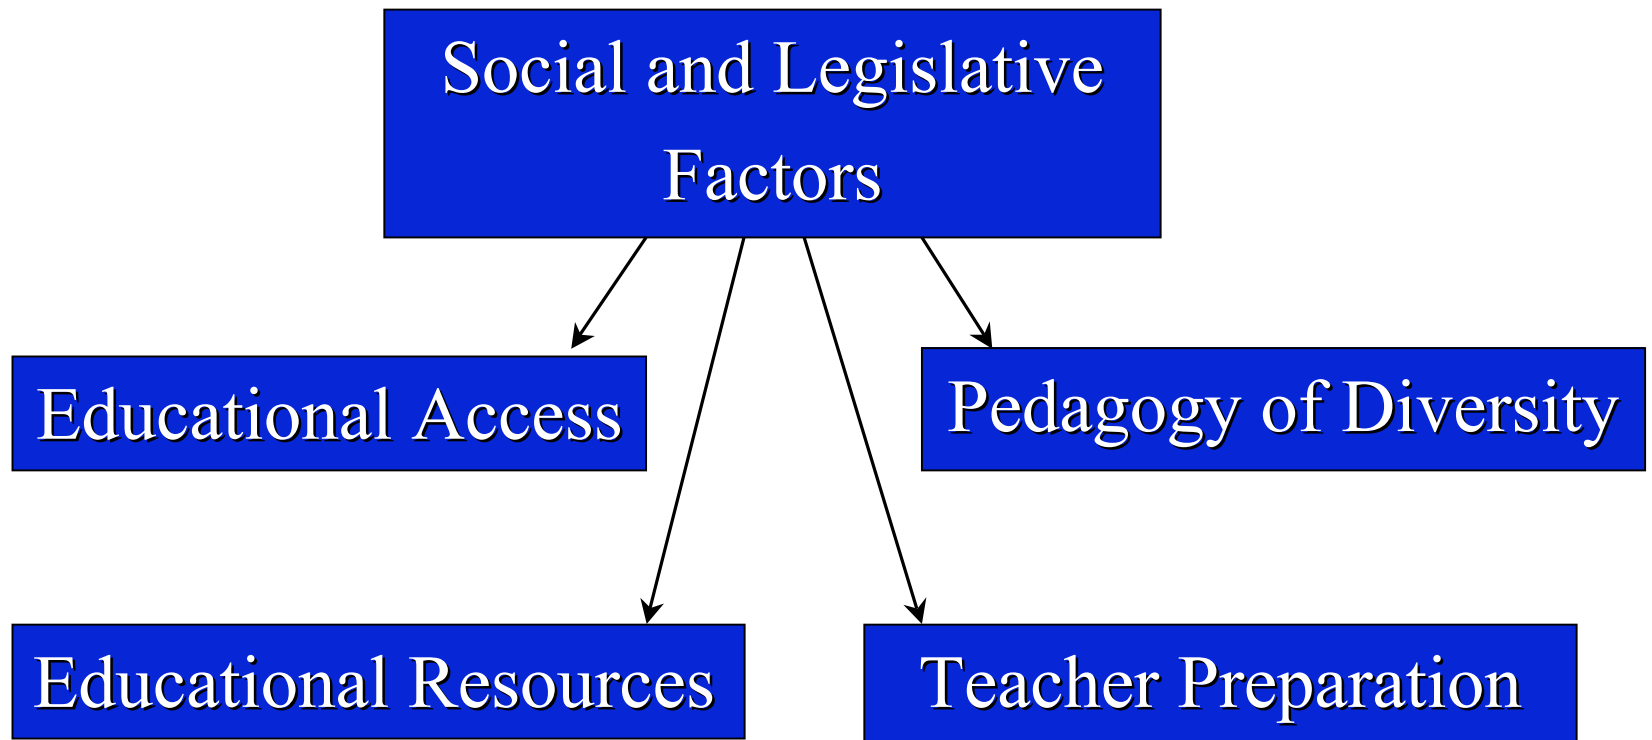 Social and Legislative
Factors
Educational Access
Pedagogy of Diversity
Educational Resources
Teacher Preparation